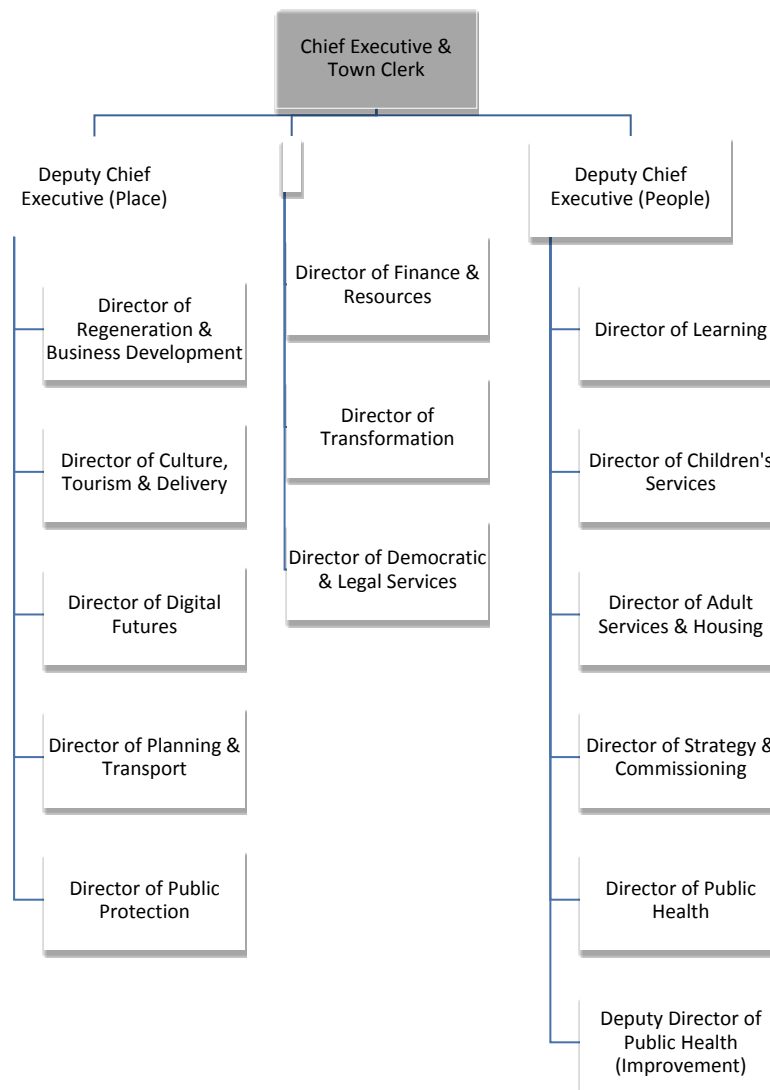 Chief Executive &
Town Clerk
Deputy Chief
Executive (Place)
Director of
Regeneration &
Business Development
Director of Culture,
Tourism & Delivery
Director of Digital
Futures
Director of Planning &
Transport
Director of Public
Protection
Director of Finance &
Resources
Director of
Transformation
Director of Democratic
& Legal Services
Deputy Chief
Executive (People)
Director of Learning
Director of Children's
Services
Director of Adult
Services & Housing
Director of Strategy &
Commissioning
Director of Public
Health
Deputy Director of
Public Health
(Improvement)